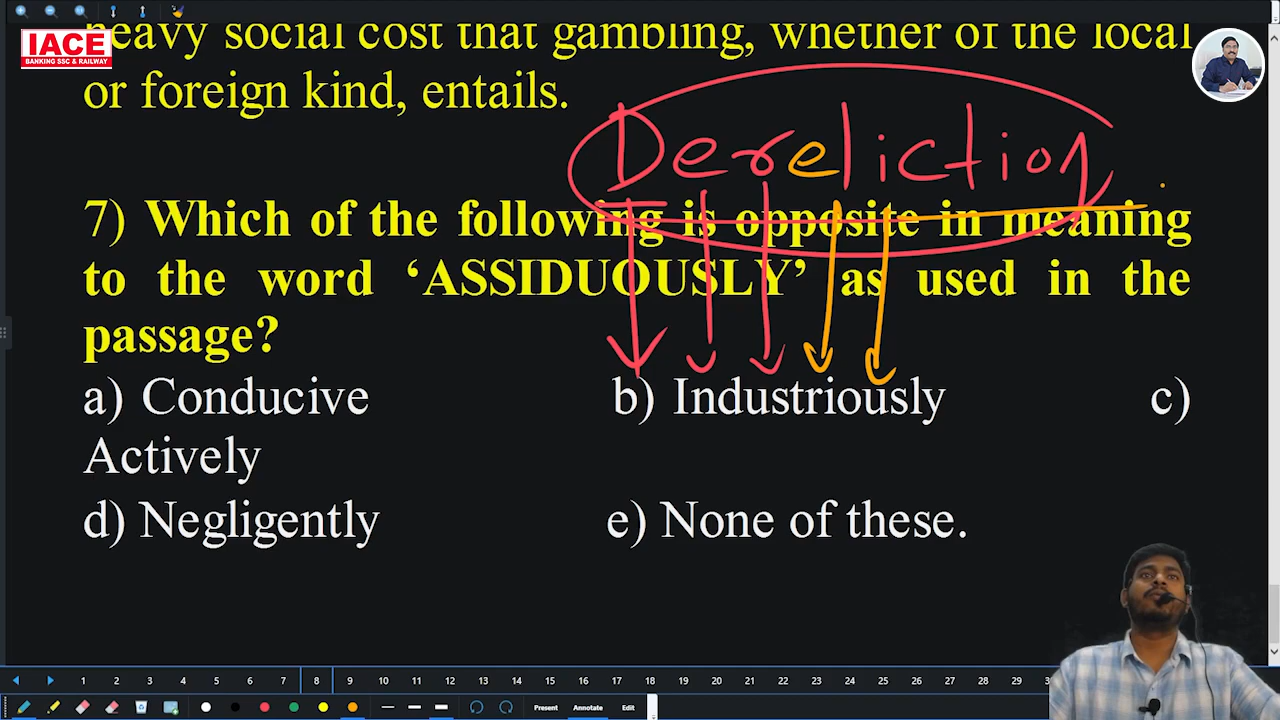 IACE
BANKING SSC & RAILWAY
heavy social cost that gambling, whether of the local
or foreign kind, entails.
Dereliction
7) Which of the following is opposite in meaning
to the word ‘ASSIDUOUSLY’ as used in the
passage?
a) Conducive b) Industriously c)
Actively
d) Negligently e) None of these.
1 2 3 4 5 6 7 8 9 10 11 12 13 14 15 16 17 18 19 20 21 22 23 24 25 26 27 28 29
Present Annotate Edit